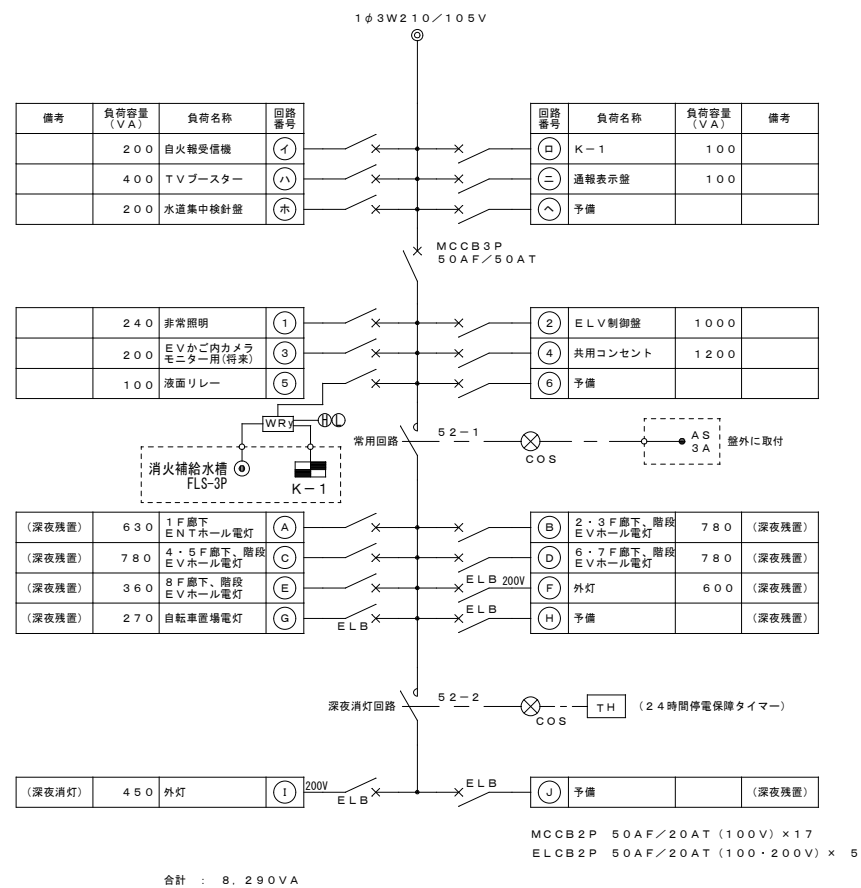 1φ3W210／105V
備考 負荷容量（VA） 負荷名称 回路番号 回路番号 負荷名称 負荷容量（VA） 備考
200 自火報受信機 イ ロ K－1 100
400 TVブースター ハ ニ 通報表示盤 100
200 水道集中検針盤 ホ ヘ 予備
MCCB3P
50AF／50AT
240 非常照明 1 2 ELV制御盤 1000
200 EVかご内カメラ モニター用(将来) 3 4 共用コンセント 1200
100 液面リレー 5 6 予備
WRy H L
常用回路 52－1 COS AS 3A 盤外に取付
消火補給水槽
FLS-3P
K－1
(深夜残置) 630 1F廊下 ENTホール電灯 A B 2・3F廊下、階段 EVホール電灯 780 (深夜残置)
(深夜残置) 780 4・5F廊下、階段 EVホール電灯 C D 6・7F廊下、階段 EVホール電灯 780 (深夜残置)
(深夜残置) 360 8F廊下、階段 EVホール電灯 E ELB 200V F 外灯 600 (深夜残置)
(深夜残置) 270 自転車置場電灯 G ELB ELB H 予備 (深夜残置)
深夜消灯回路 52－2 COS TH (24時間停電保障タイマー)
(深夜消灯) 450 外灯 I 200V ELB ELB J 予備 (深夜残置)
MCCB2P 50AF／20AT（100V）×17
ELCB2P 50AF／20AT（100・200V）× 5
合計 : 8,290VA